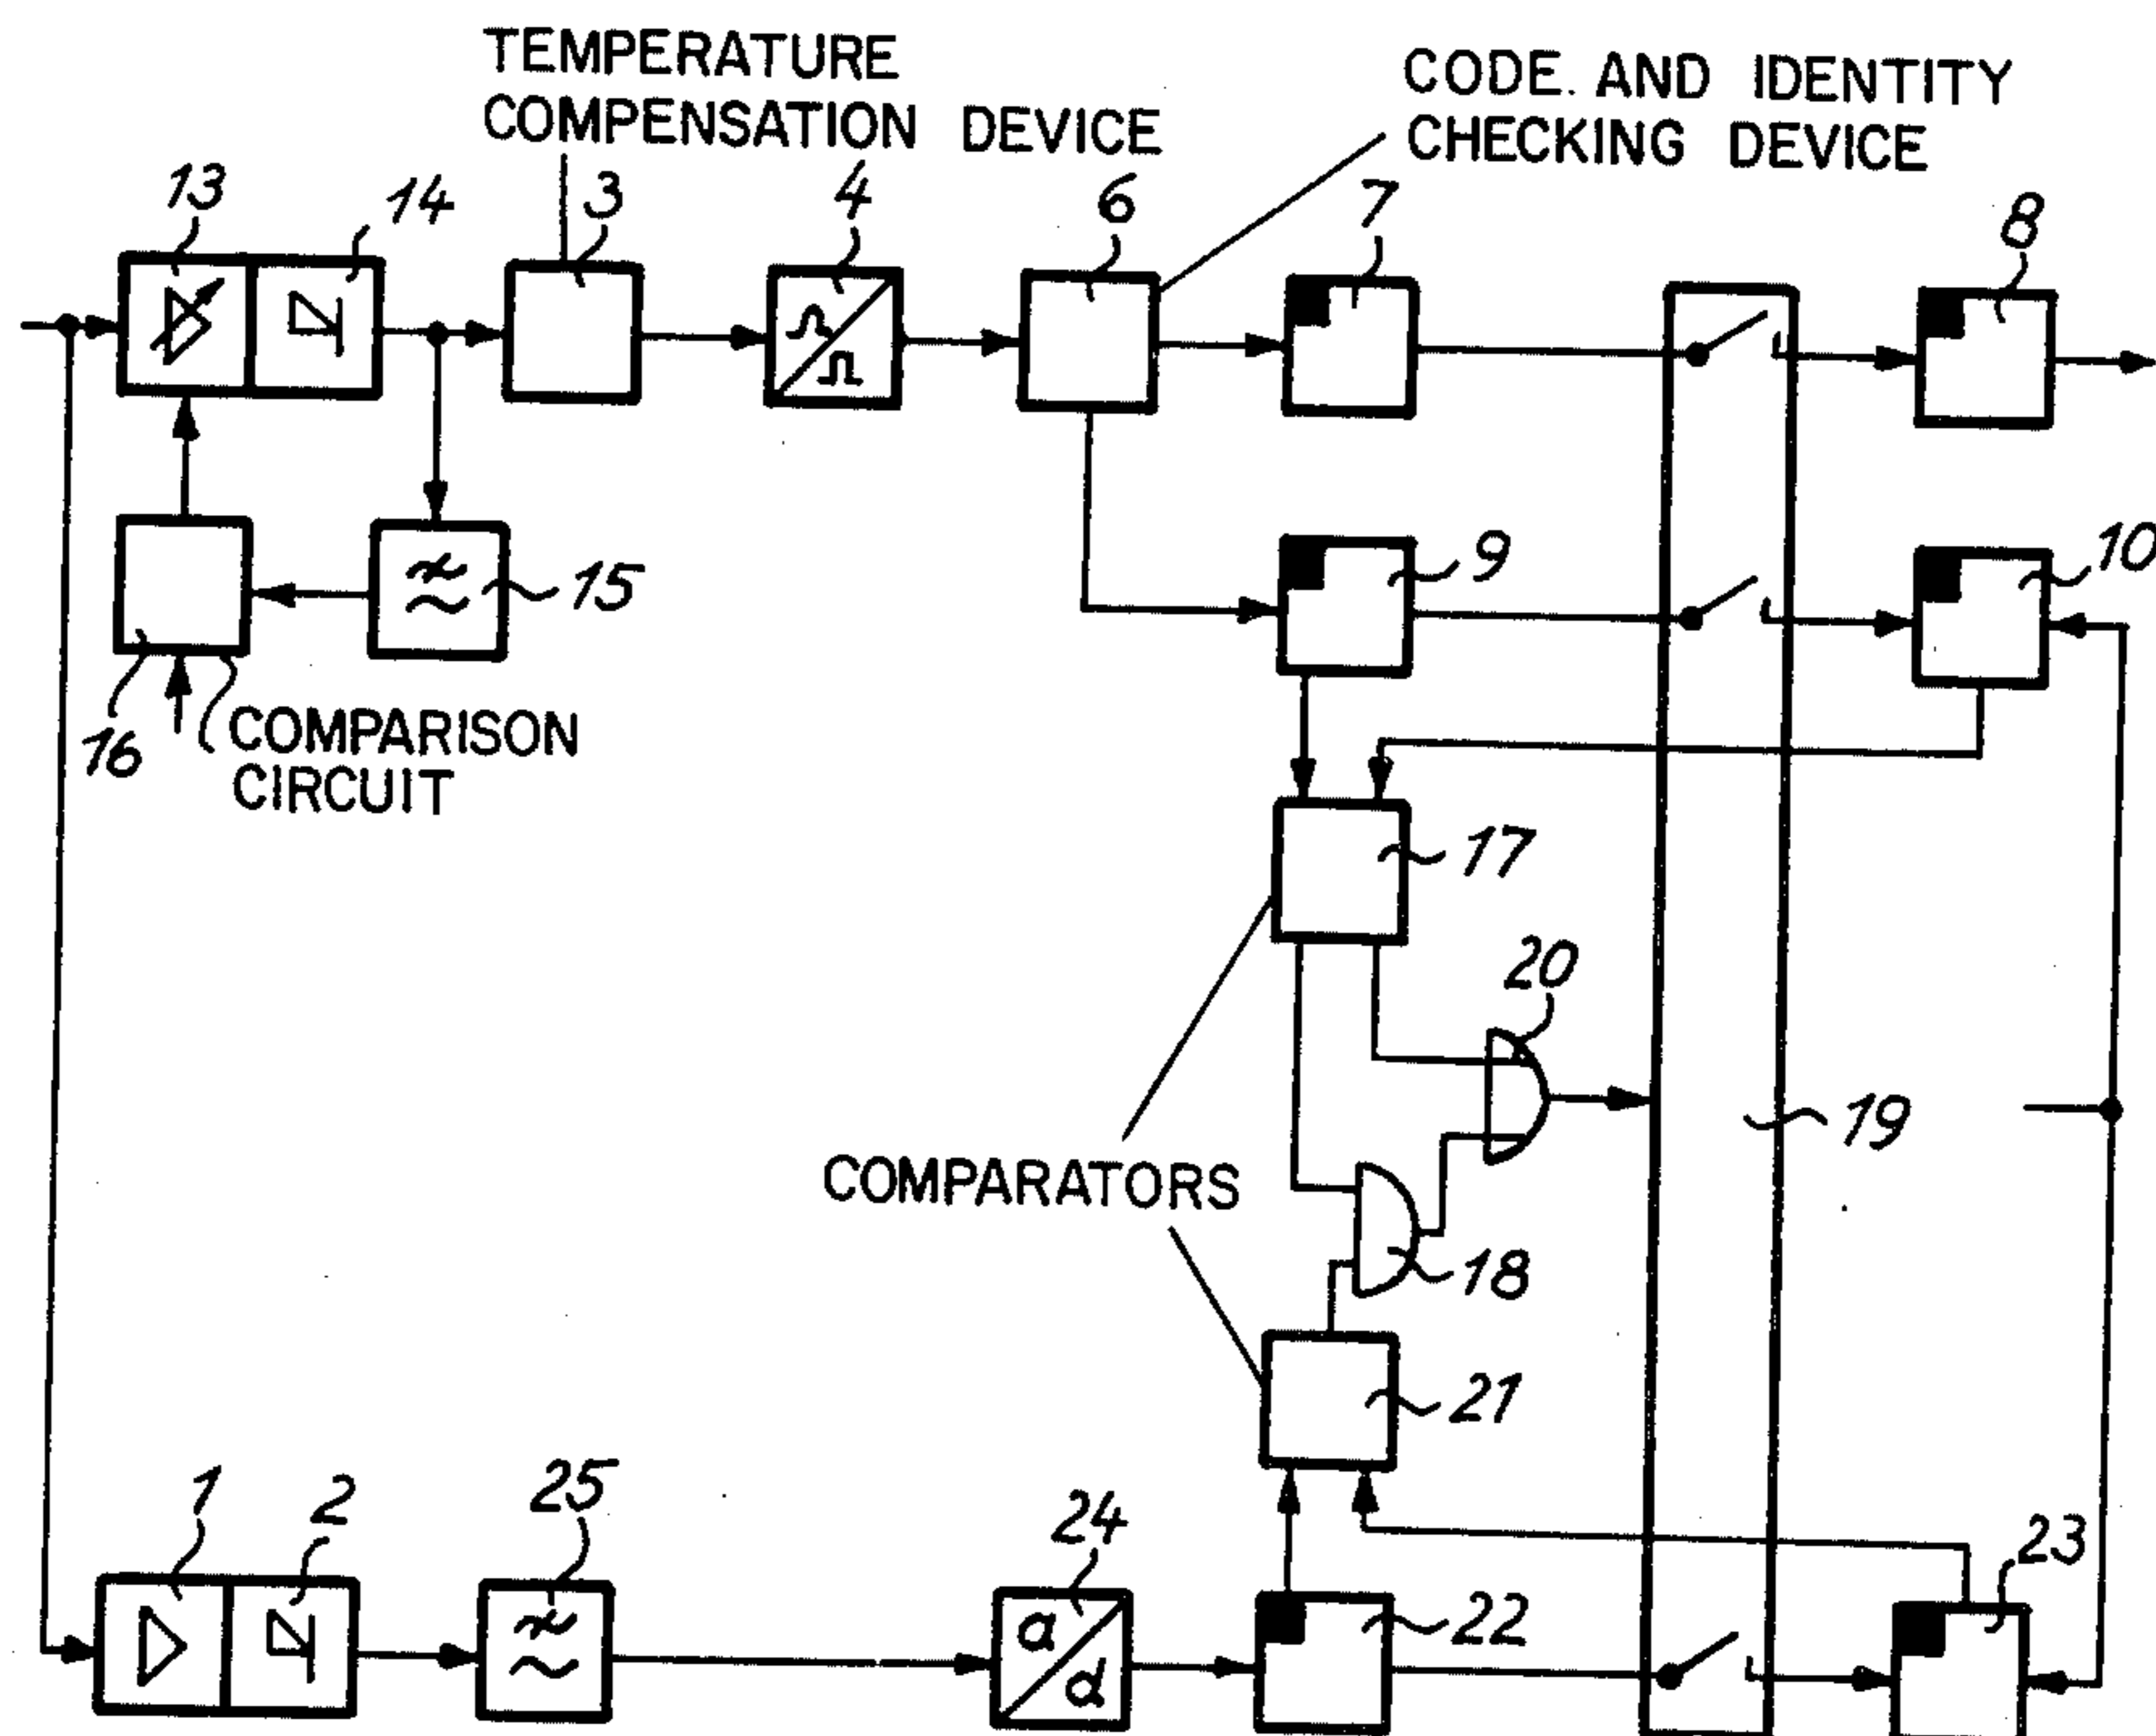 TEMPERATURE
COMPENSATION DEVICE
CODE. AND IDENTITY
CHECKING DEVICE
13
14
3
4
6
7
8
15
9
10
16
COMPARISON
CIRCUIT
17
20
19
COMPARATORS
18
21
1
2
25
24
a
d
22
23